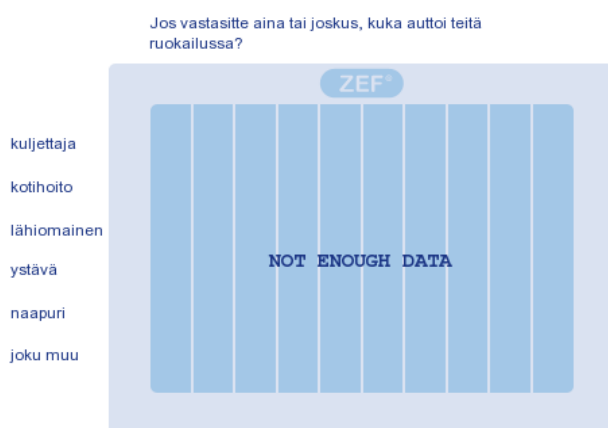 Jos vastasitte aina tai joskus, kuka auttoi teitä
ruokailussa?
ZEF®
kuljettaja
kotihoito
lähiomainen
NOT ENOUGH DATA
ystävä
naapuri
joku muu